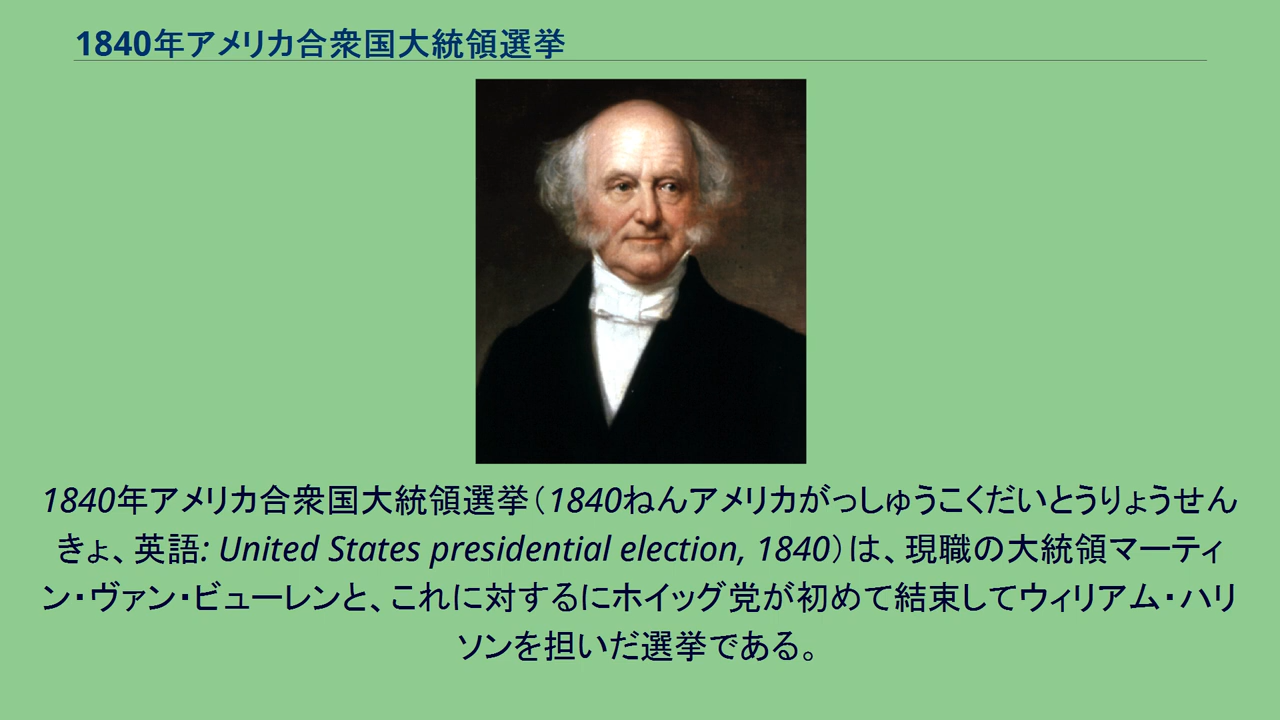 1840年アメリカ合衆国大統領選挙
1840年アメリカ合衆国大統領選挙（1840ねんアメリカがっしゅうこくだいとうりょうせん
きょ、英語: United States presidential election, 1840）は、現職の大統領マーティ
ン・ヴァン・ビューレンと、これに対するにホイッグ党が初めて結束してウィリアム・ハリ
ソンを担いだ選挙である。